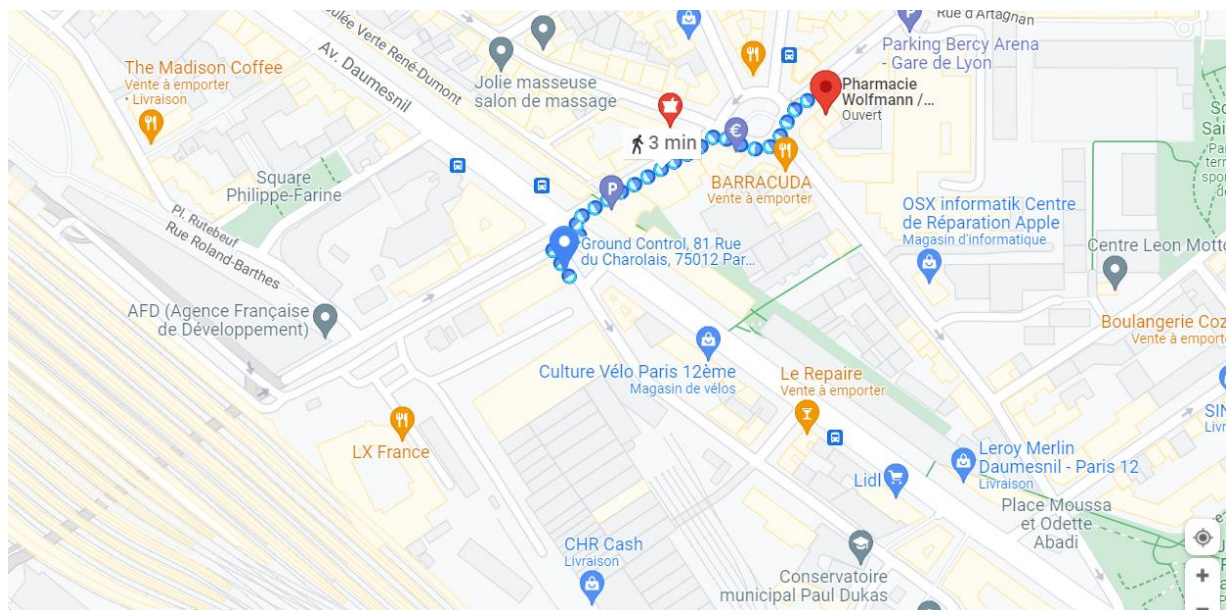 Rue d'Artagnan
Coulée Verte René-Dumont
Parking Bercy Arena
- Gare de Lyon
Av. Daumesnil
The Madison Coffee
Vente à emporter
• Livraison
Jolie masseuse
salon de massage
P
Pharmacie
Wolfmann /...
Ouvert
€
3 min
Square
Philippe-Farine
BARRACUDA
Vente à emporter
P
OSX informatik Centre
de Réparation Apple
Magasin d'informatique
Pl. Rutebeuf
Rue Roland-Barthes
Ground Control, 81 Rue
du Charolais, 75012 Par...
Centre Leon Motto
AFD (Agence Française
de Développement)
Boulangerie Coz
Vente à emporte
Culture Vélo Paris 12ème
Magasin de vélos
Le Repaire
Vente à emporter
SIN
Livr
LX France
Leroy Merlin
Daumesnil - Paris 12
Livraison
Lidl
Place Moussa
et Odette
Abadi
CHR Cash
Livraison
Conservatoire
municipal Paul Dukas
+